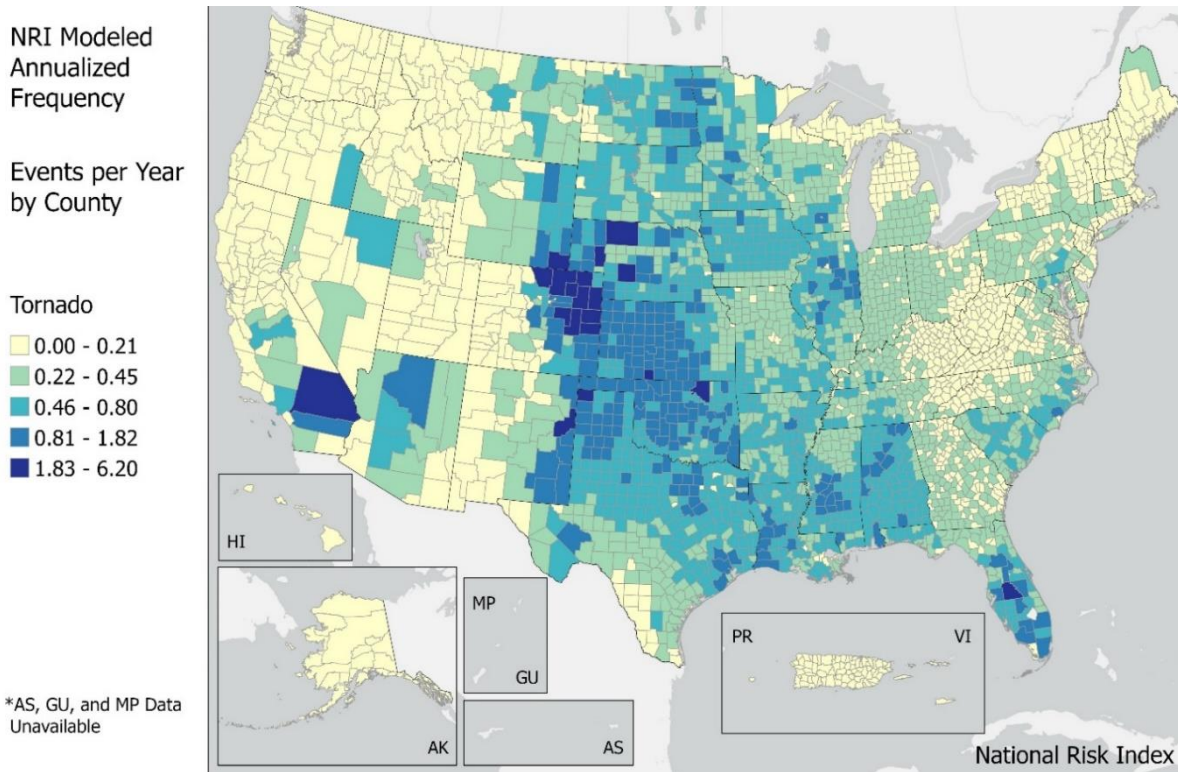 NRI Modeled
Annualized
Frequency
Events per Year
by County
Tornado
0.00 - 0.21
0.22 - 0.45
0.46 - 0.80
0.81 - 1.82
1.83 - 6.20
HI
MP
GU
PR
VI
*AS, GU, and MP Data
Unavailable
AK
AS
National Risk Index